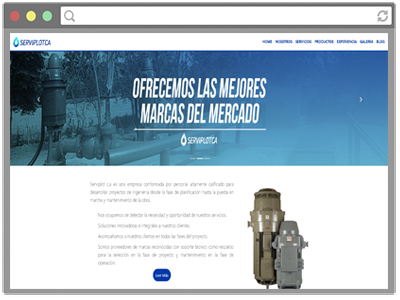 SERVIPLOTCA
HOME NOSOTROS SERVICIOS PRODUCTOS EXPERIENCIA GALERIA BLOG
OFRECEMOS LAS MEJORES
MARCAS DEL MERCADO
SERVIPLOTCA
Serviplot c.a es una empresa conformada por personal altamente calificado para
desarrollar proyectos de ingeniería desde la fase de planificación hasta la puesta en
marcha y mantenimiento de la obra.
Nos ocupamos de detectar la necesidad y oportunidad de nuestros servicios.
Soluciones innovadoras e integrales a nuestros clientes.
Acompañamos a nuestros clientes en todas las fases del proyecto.
Somos proveedores de marcas reconocidas con soporte técnico como respaldo
para la selección en la fase de proyecto y mantenimiento en la fase de
operación.
Leer Más